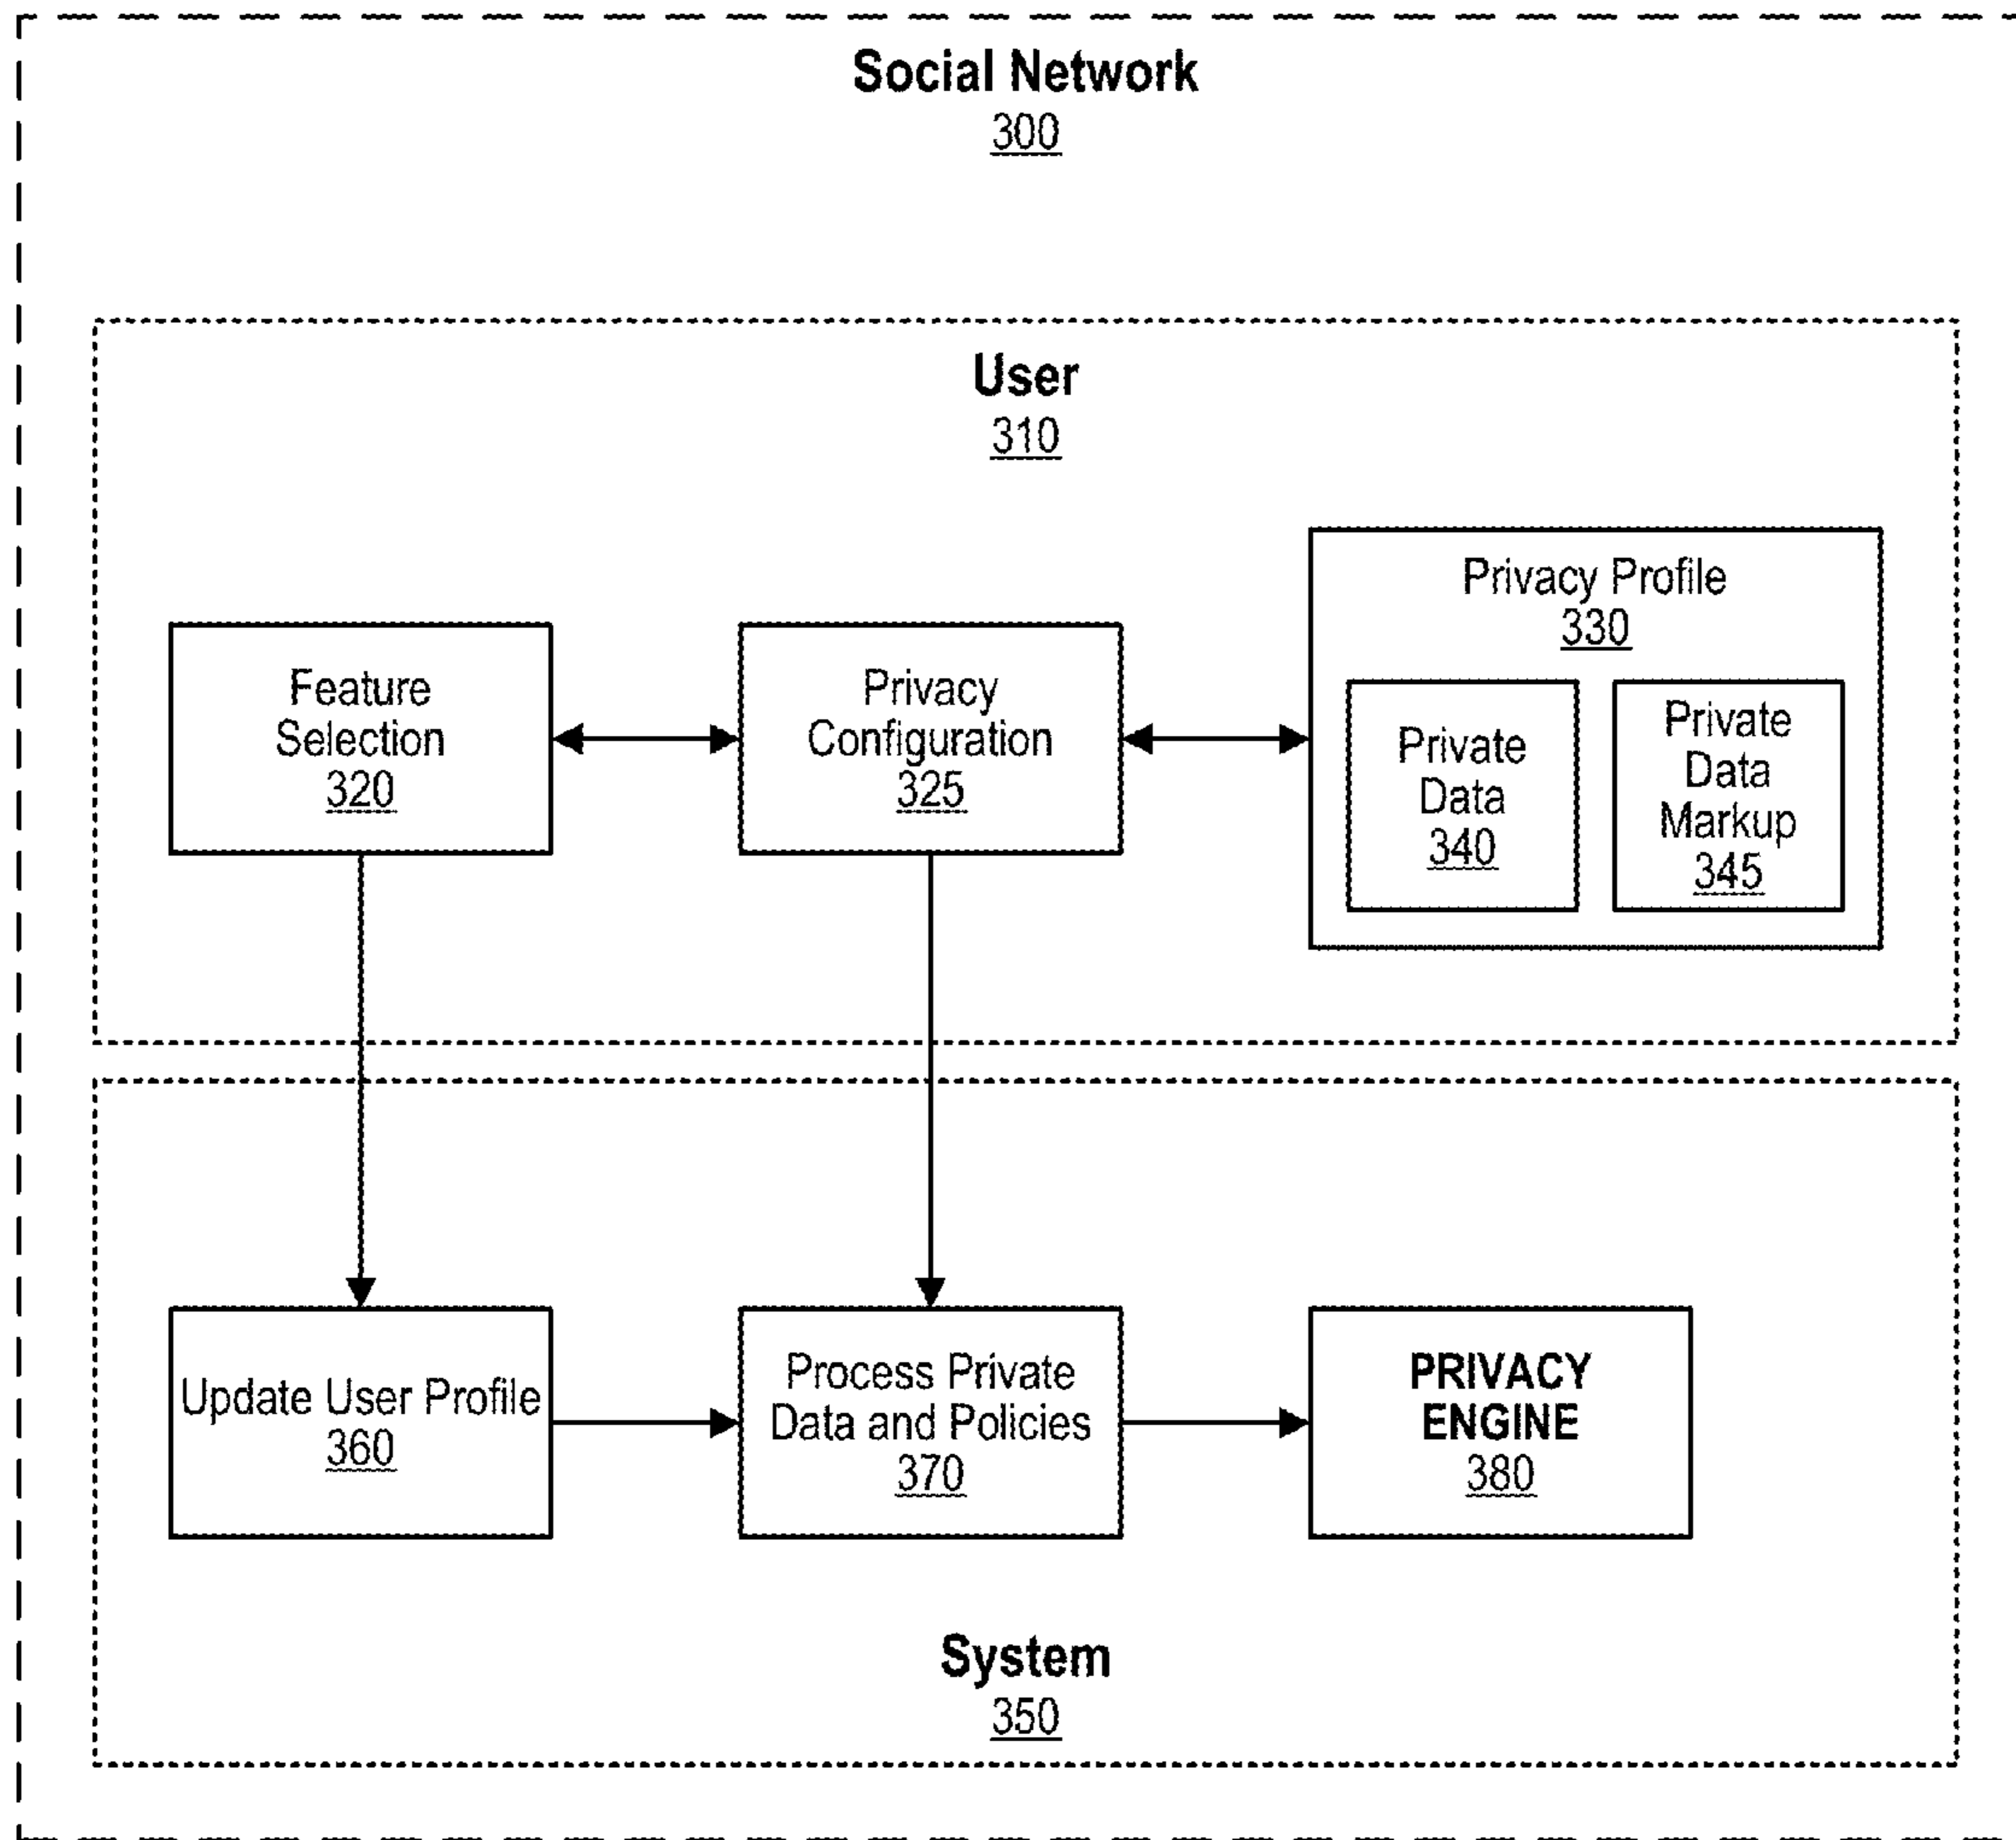 Social Network
300
User
310
Feature
Selection
320
Privacy
Configuration
325
Privacy Profile
330
Private
Data
340
Private
Data
Markup
345
Update User Profile
360
Process Private
Data and Policies
370
PRIVACY
ENGINE
380
System
350